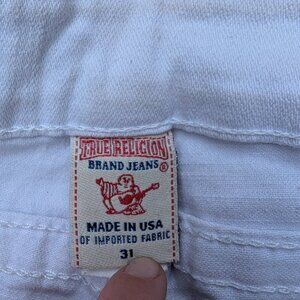 TRUE RELIGION
BRAND JEANS®
MADE IN USA
OF IMPORTED FABRIC
31